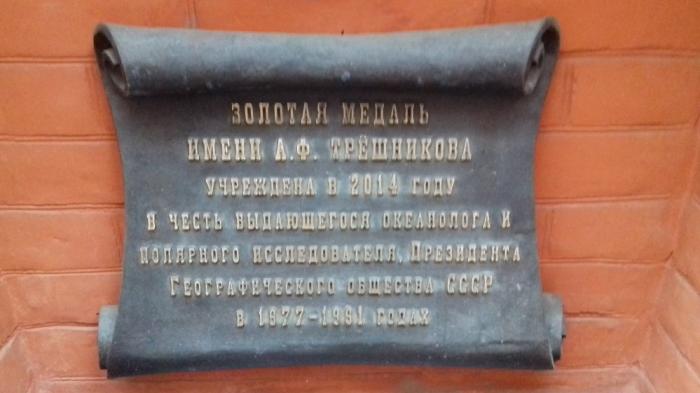 ЗОЛОТАЯ МЕДАЛЬ
ИМЕНИ А.Ф. ТРЁШНИКОВА
УЧРЕЖДЕНА В 2014 ГОДУ
В ЧЕСТЬ ВЫДАЮЩЕГОСЯ ОКЕАНОЛОГА И
ПОЛЯРНОГО ИССЛЕДОВАТЕЛЯ, ПРЕЗИДЕНТА
ГЕОГРАФИЧЕСКОГО ОБЩЕСТВА СССР
В 1977-1991 ГОДАХ